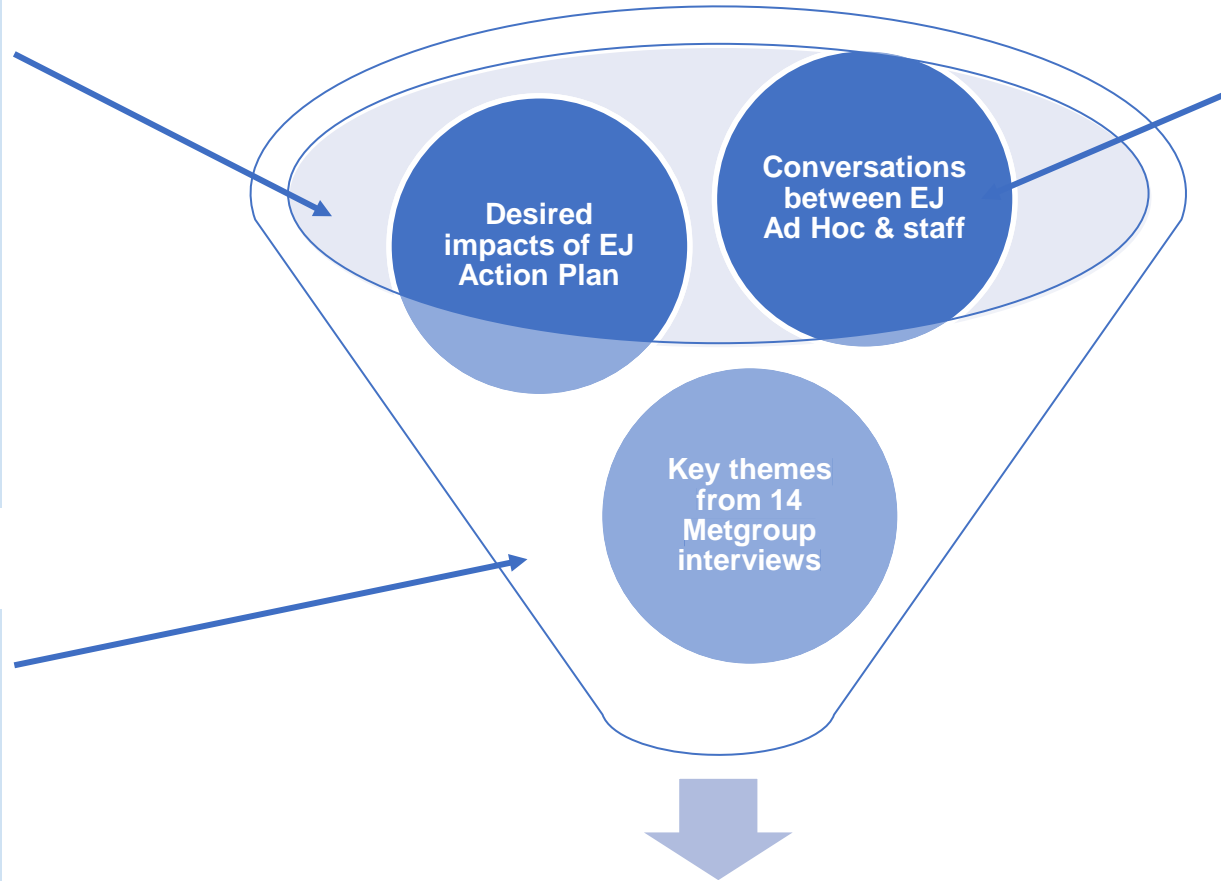 Desired
impacts of EJ
Action Plan
Conversations
between EJ
Ad Hoc & staff
Key themes
from 14
Metgroup
interviews